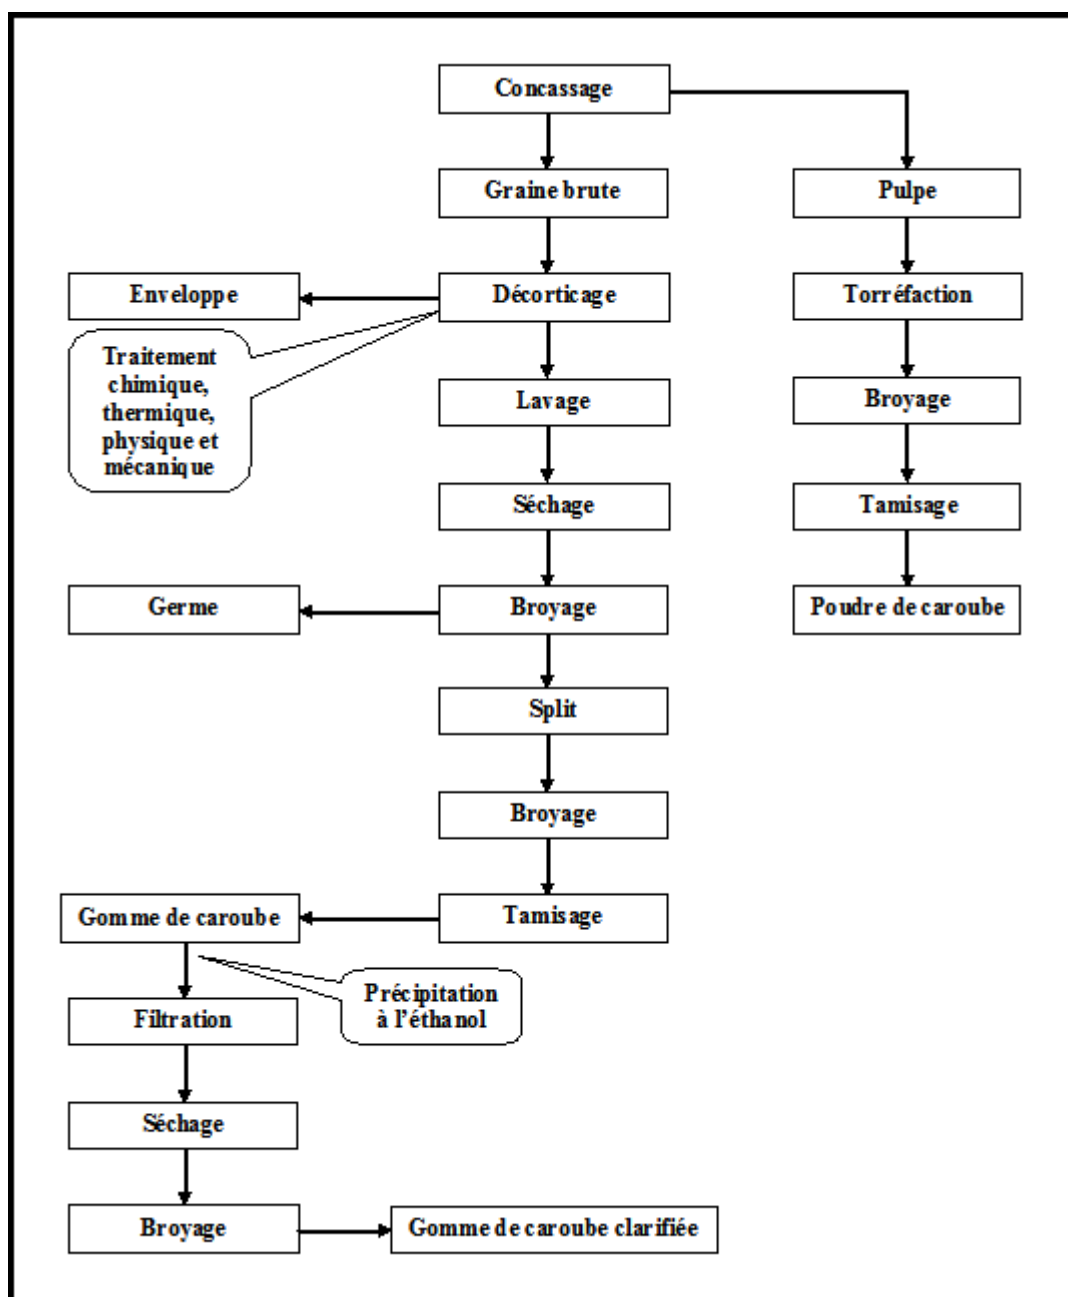 Concassage
Graine brute
Pulpe
Enveloppe
Décorticage
Torréfaction
Traitement
chimique,
thermique,
physique et
mécanique
Lavage
Broyage
Séchage
Tamisage
Germe
Broyage
Poudre de caroube
Split
Broyage
Gomme de caroube
Tamisage
Précipitation
à l'éthanol
Filtration
Séchage
Broyage
Gomme de caroube clarifiée